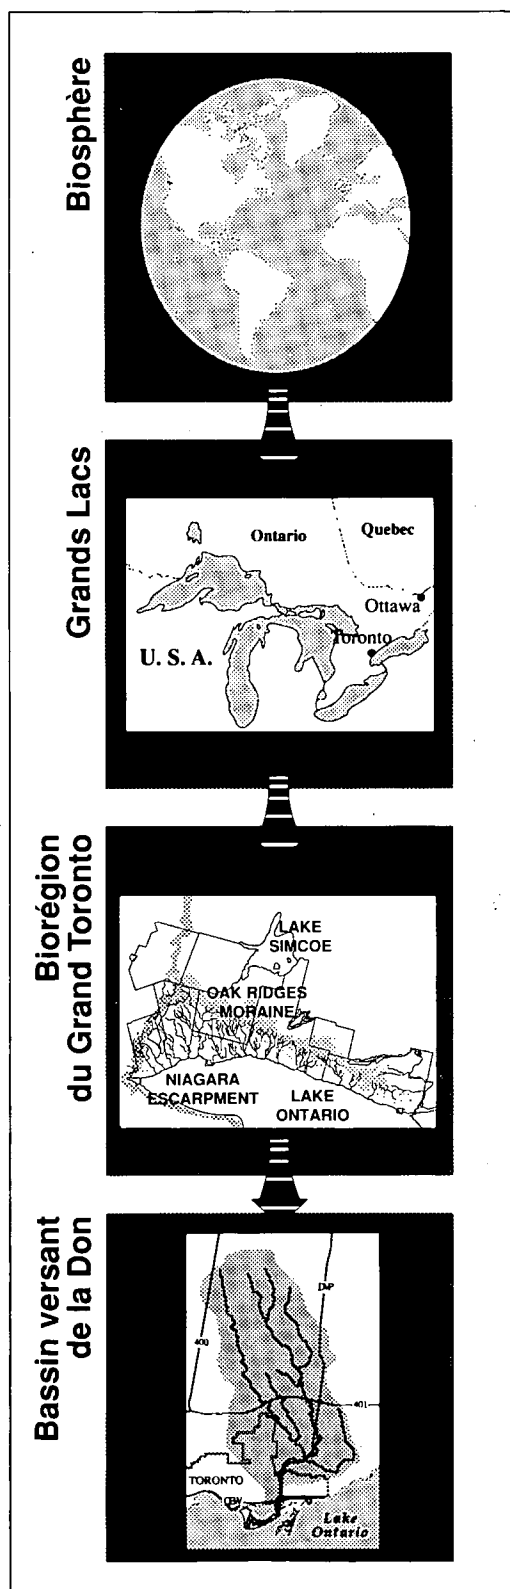 Biosphère
Grands Lacs
Ontario
Quebec
Ottawa
Toronto
U. S. A.
Biorégion
du Grand Toronto
LAKE
SIMCOE
OAK RIDGES
MORAINE
NIAGARA
ESCARPMENT
LAKE
ONTARIO
Bassin versant
de la Don
400
401
TORONTO
Lake
Ontario